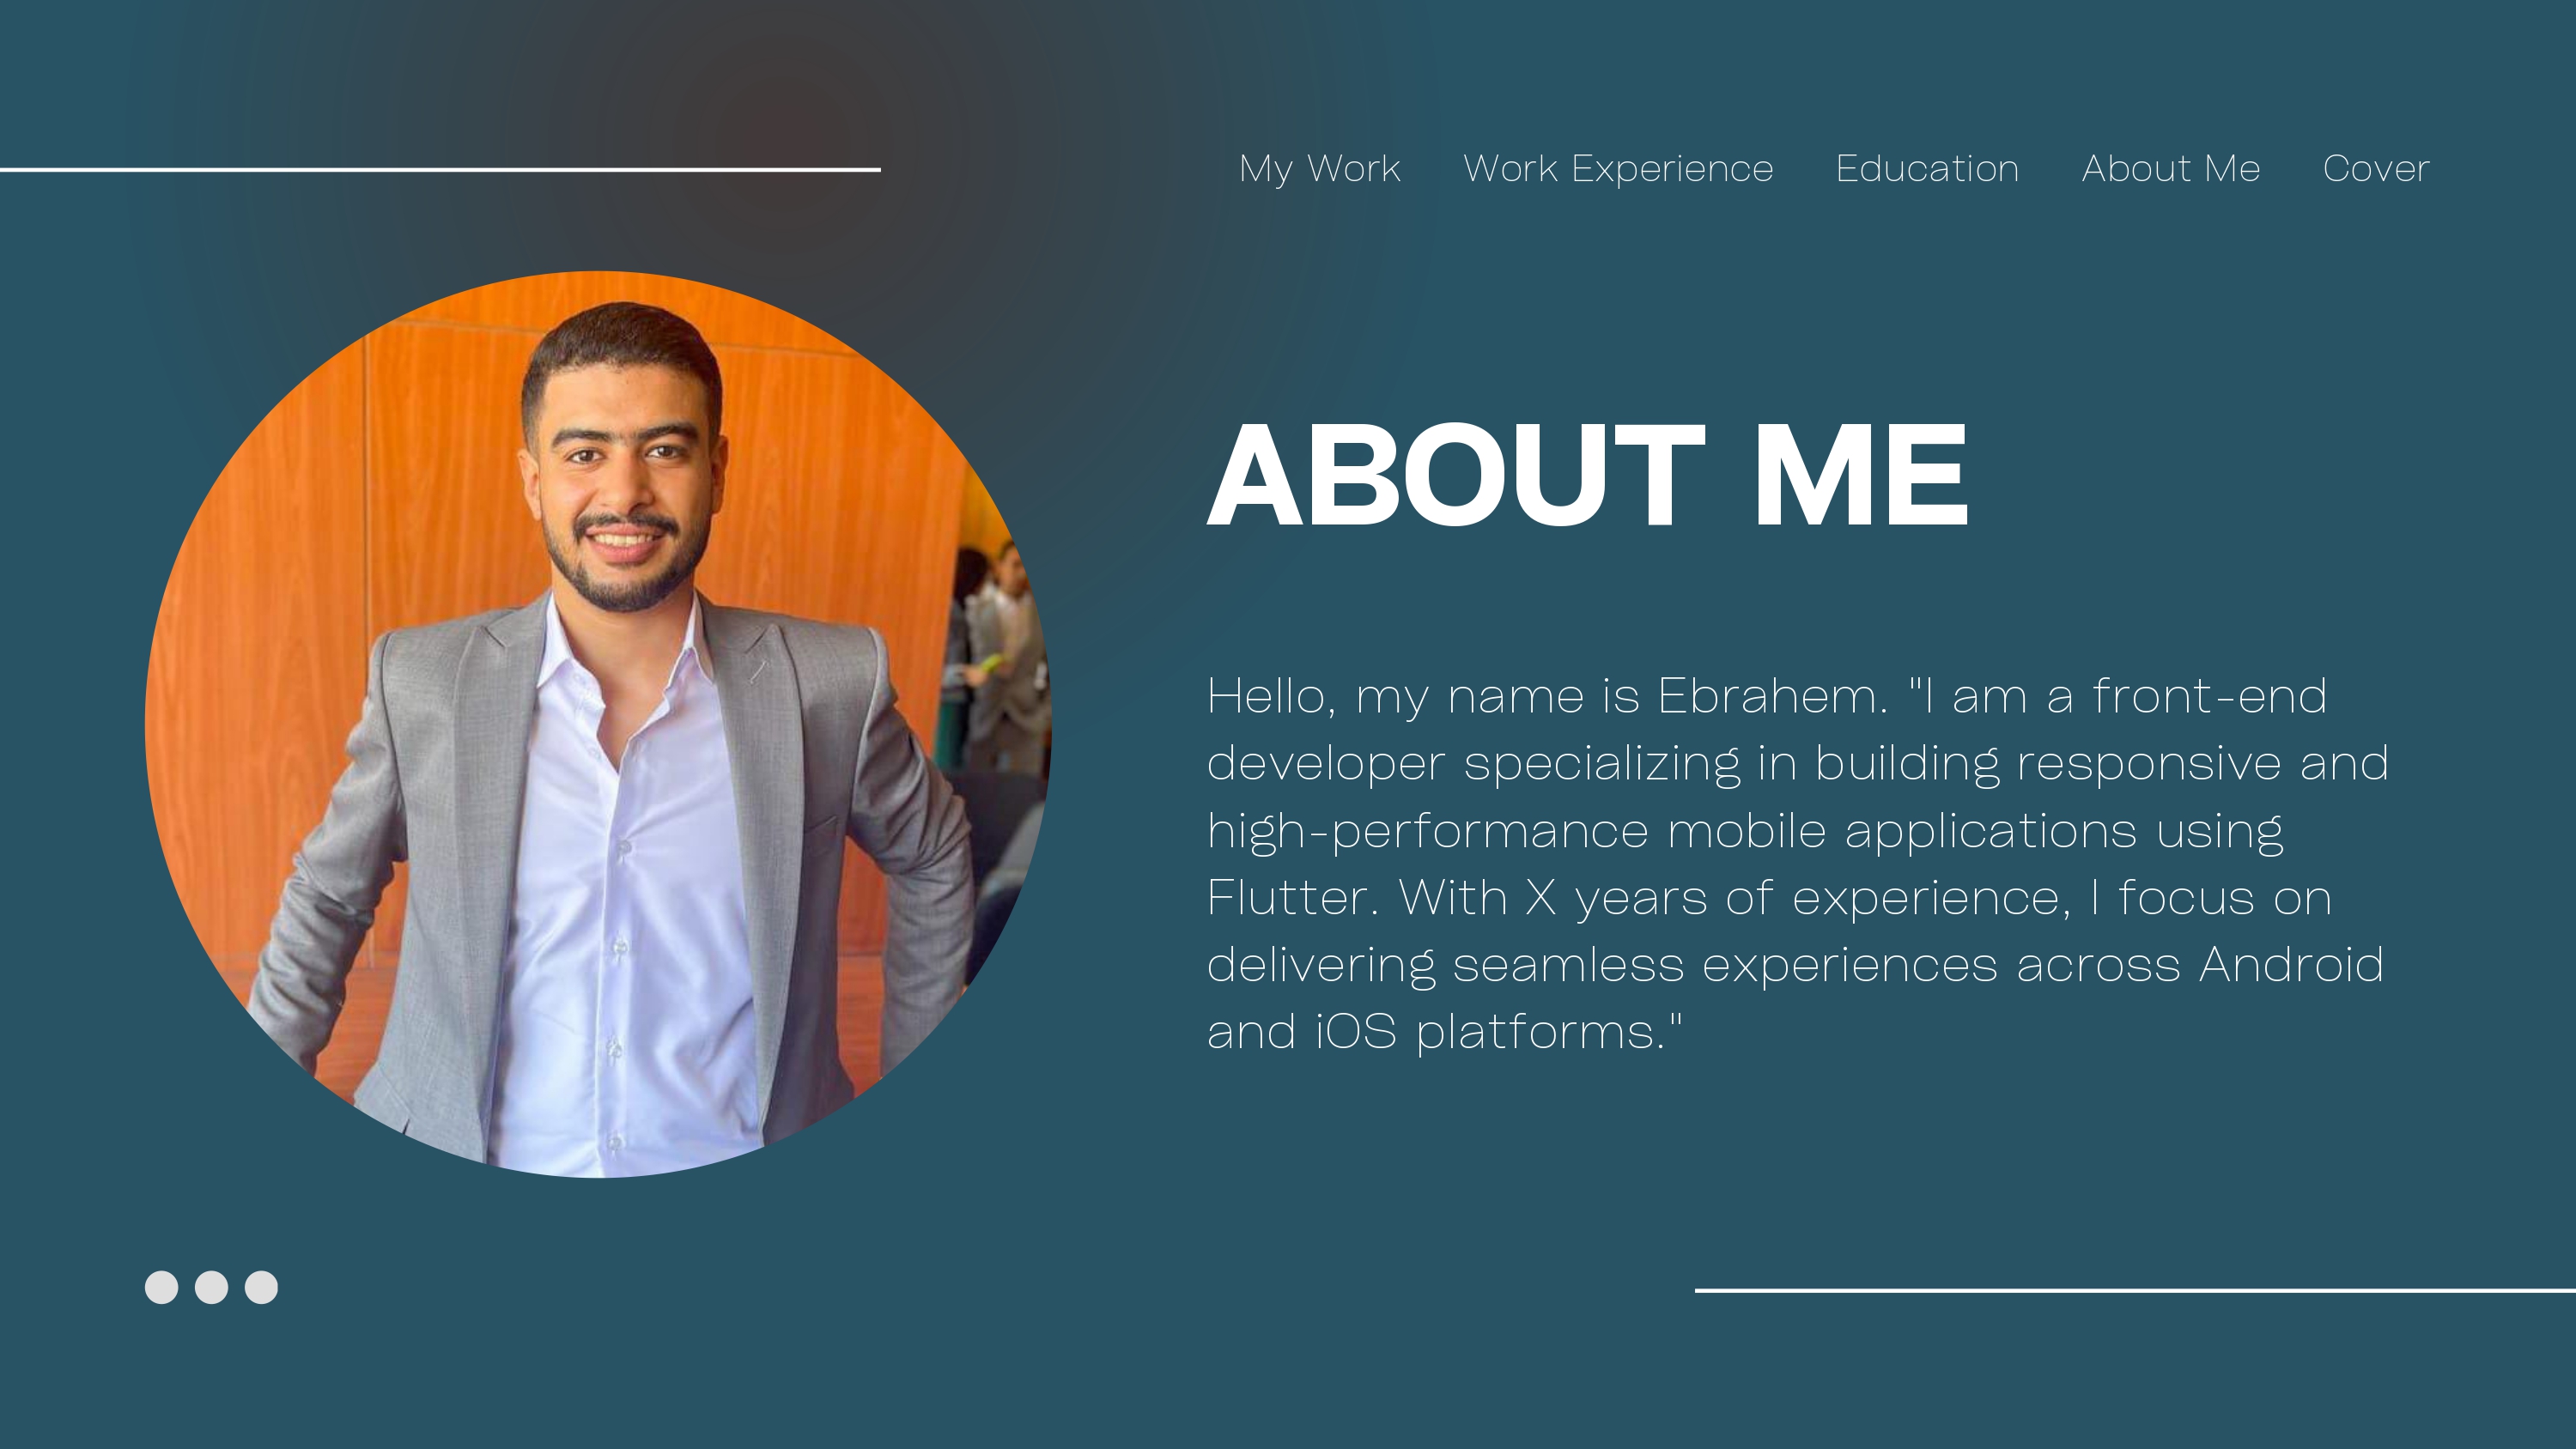 My Work Work Experience Education About Me Cover
ABOUT ME
Hello, my name is Ebrahem. "I am a front-end
developer specializing in building responsive and
high-performance mobile applications using
Flutter. With X years of experience, I focus on
delivering seamless experiences across Android
and iOS platforms."